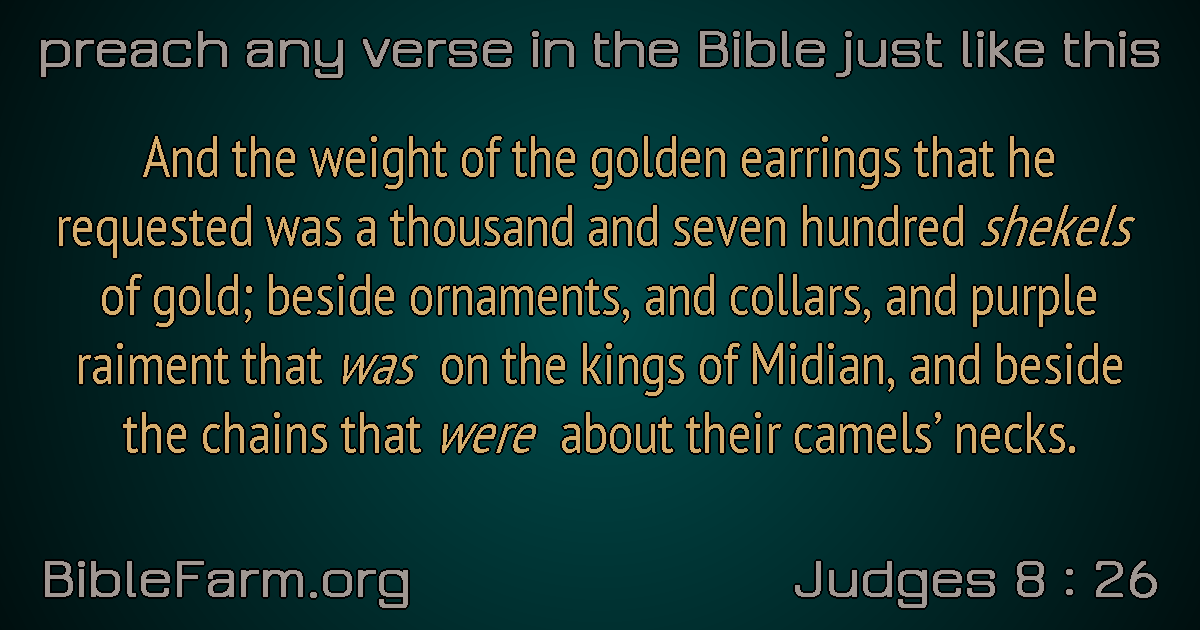 preach any verse in the Bible just like this
And the weight of the golden earrings that he
requested was a thousand and seven hundred shekels
of gold; beside ornaments, and collars, and purple
raiment that was on the kings of Midian, and beside
the chains that were about their camels’ necks.
BibleFarm.org
Judges 8 : 26